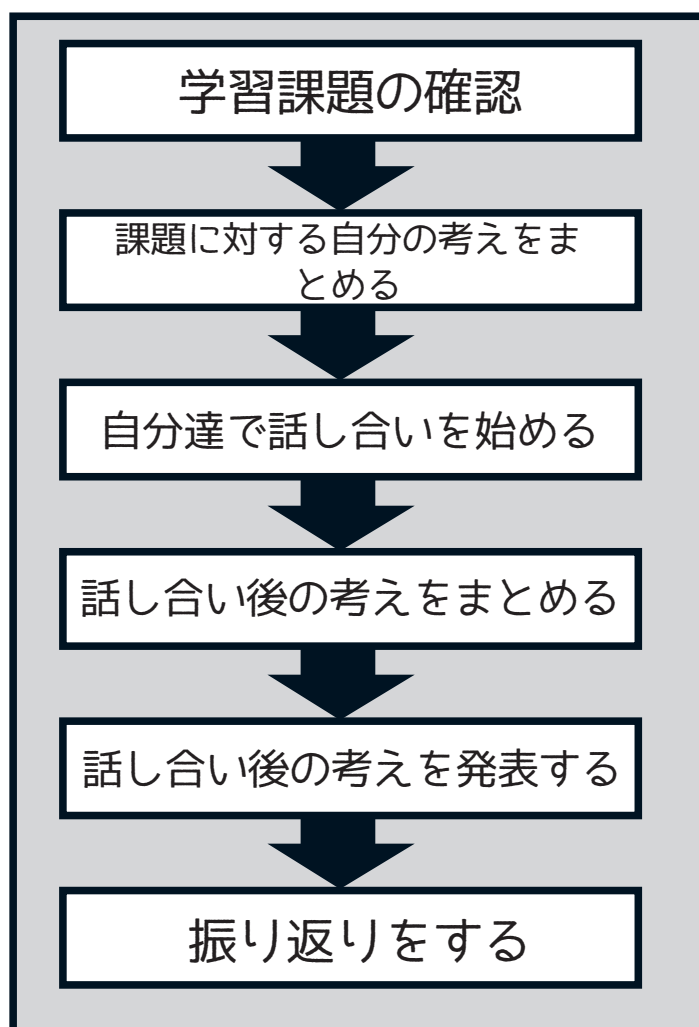 学習課題の確認
課題に対する自分の考えをま
とめる
自分達で話し合いを始める
話し合い後の考えをまとめる
話し合い後の考えを発表する
振り返りをする